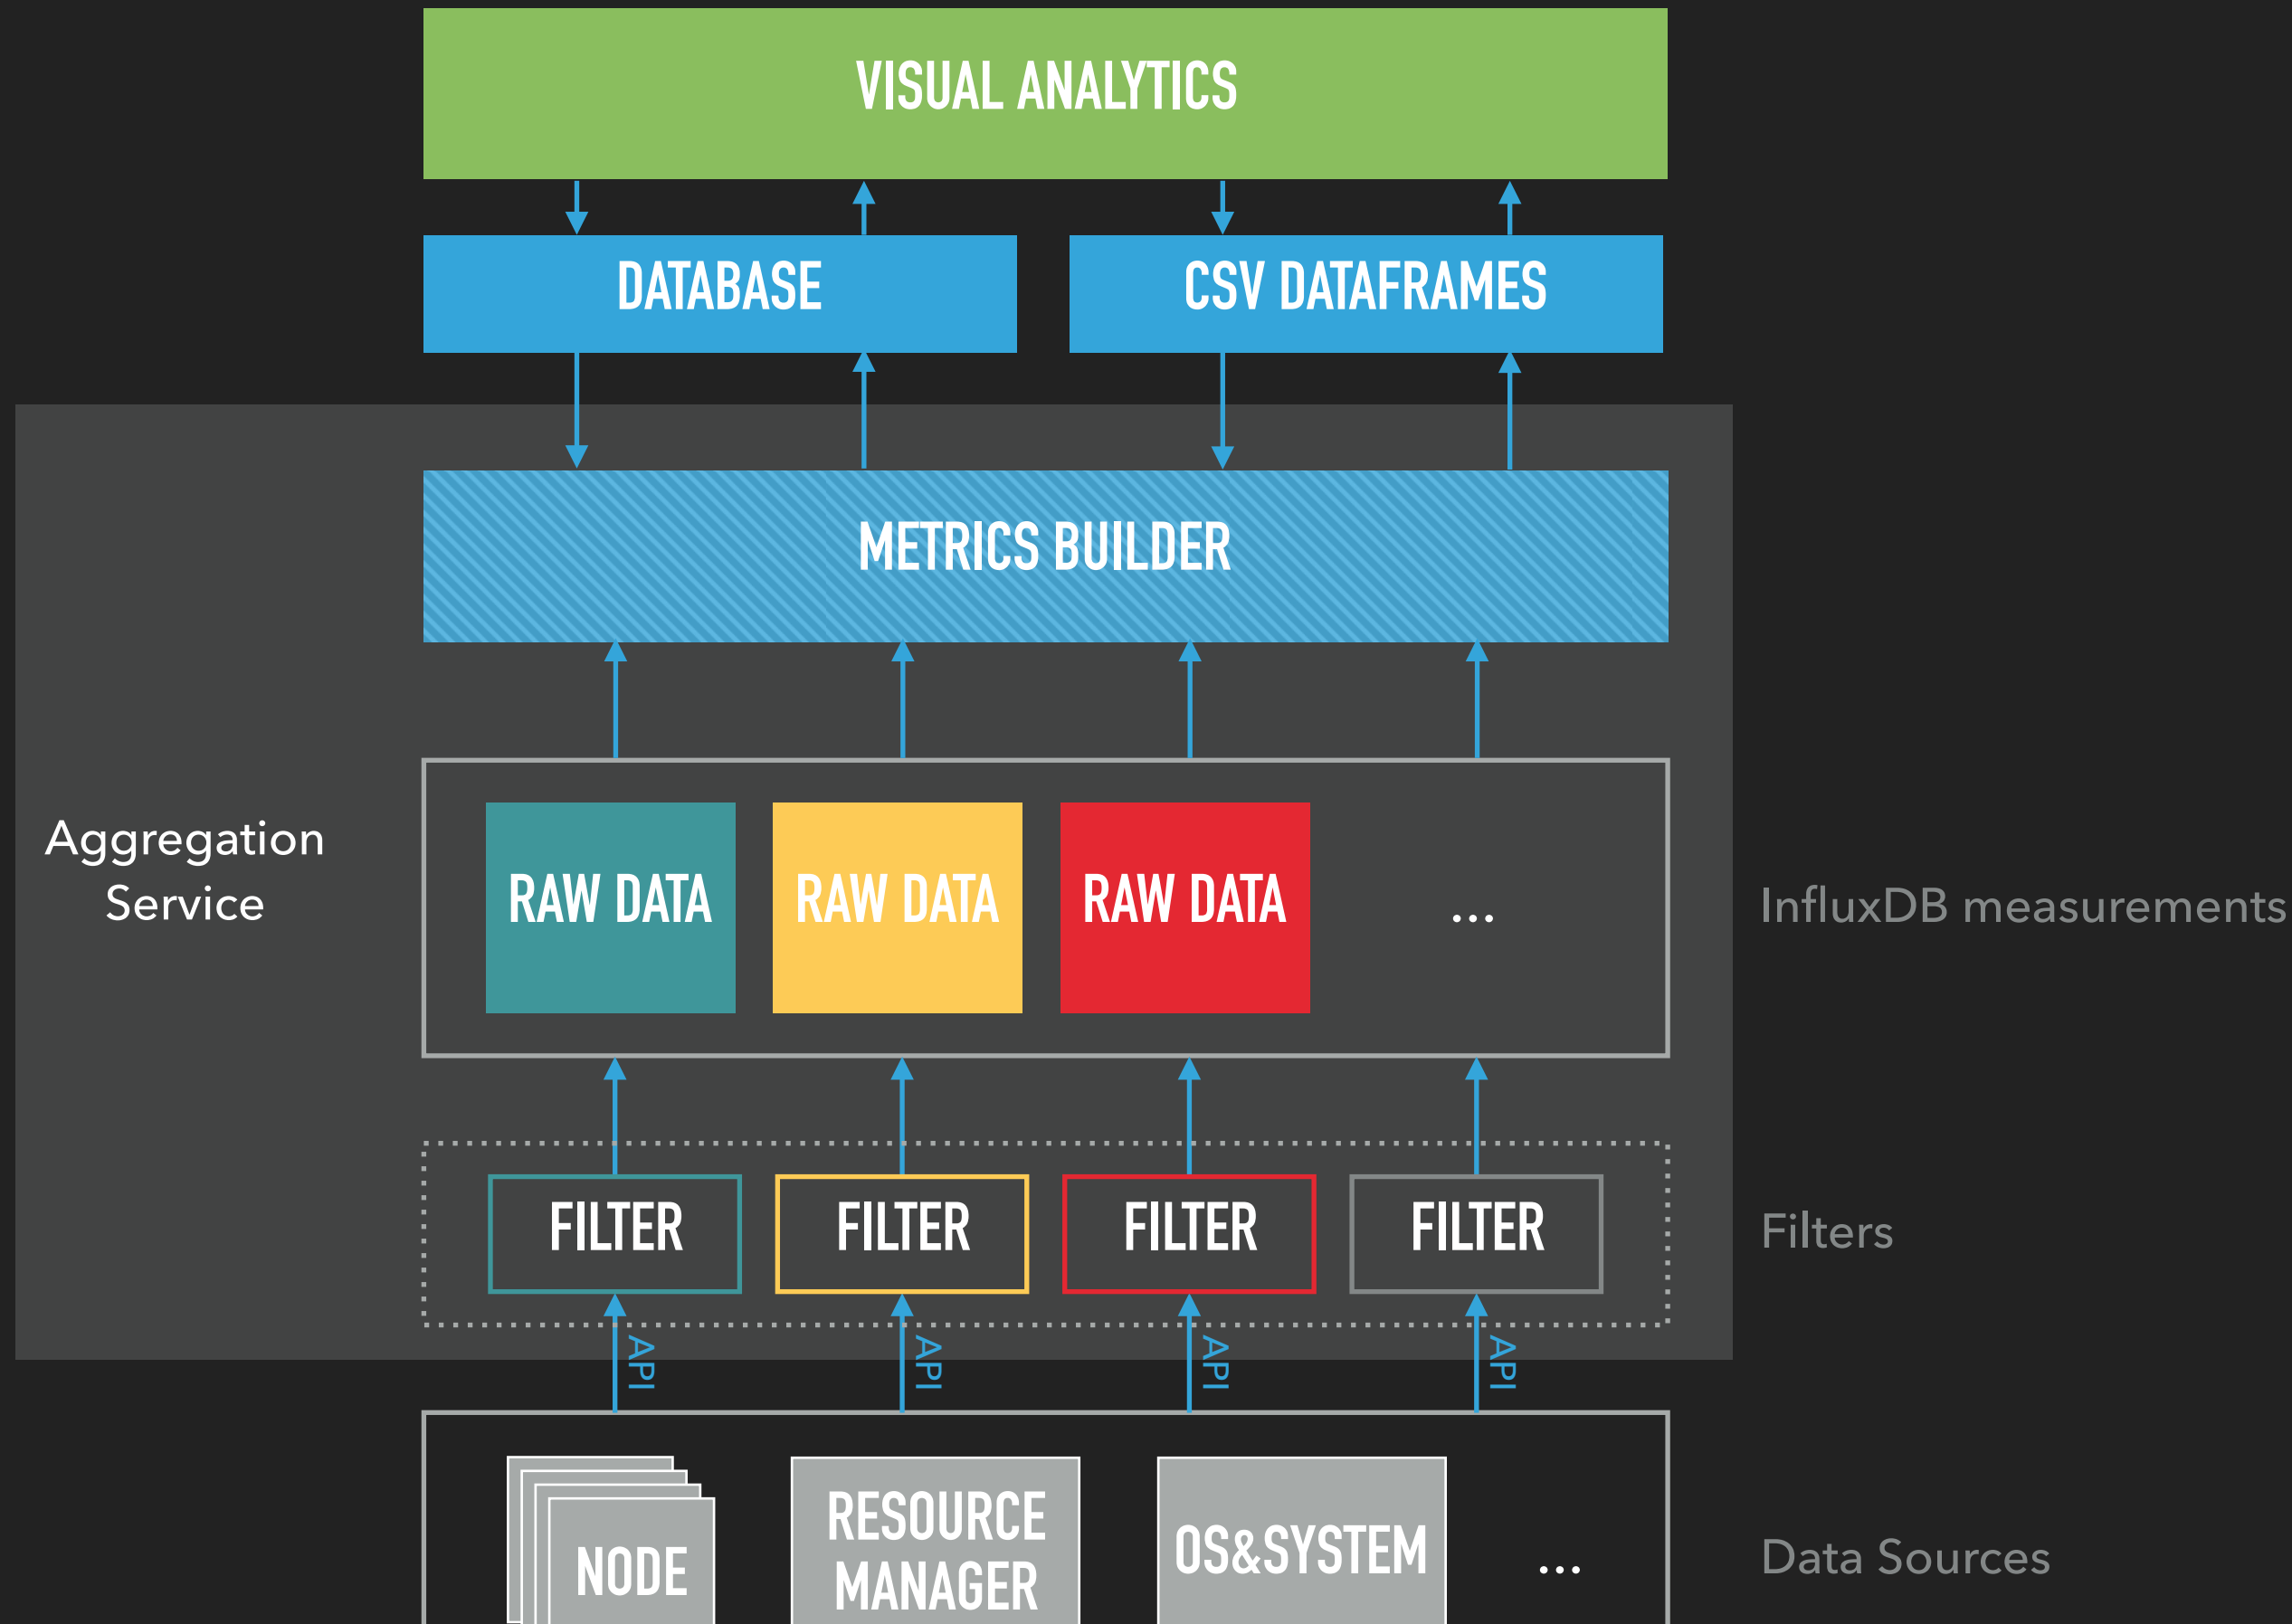 VISUAL ANALYTICS
DATABASE
CSV DATAFRAMES
METRICS BUILDER
Aggregation
Service
RAW DATA
RAW DATA
RAW DATA
...
InfluxDB measurements
FILTER
FILTER
FILTER
FILTER
Filters
API
API
API
API
NODE
RESOURCE
MANAGER
OS&SYSTEM
...
Data Sources